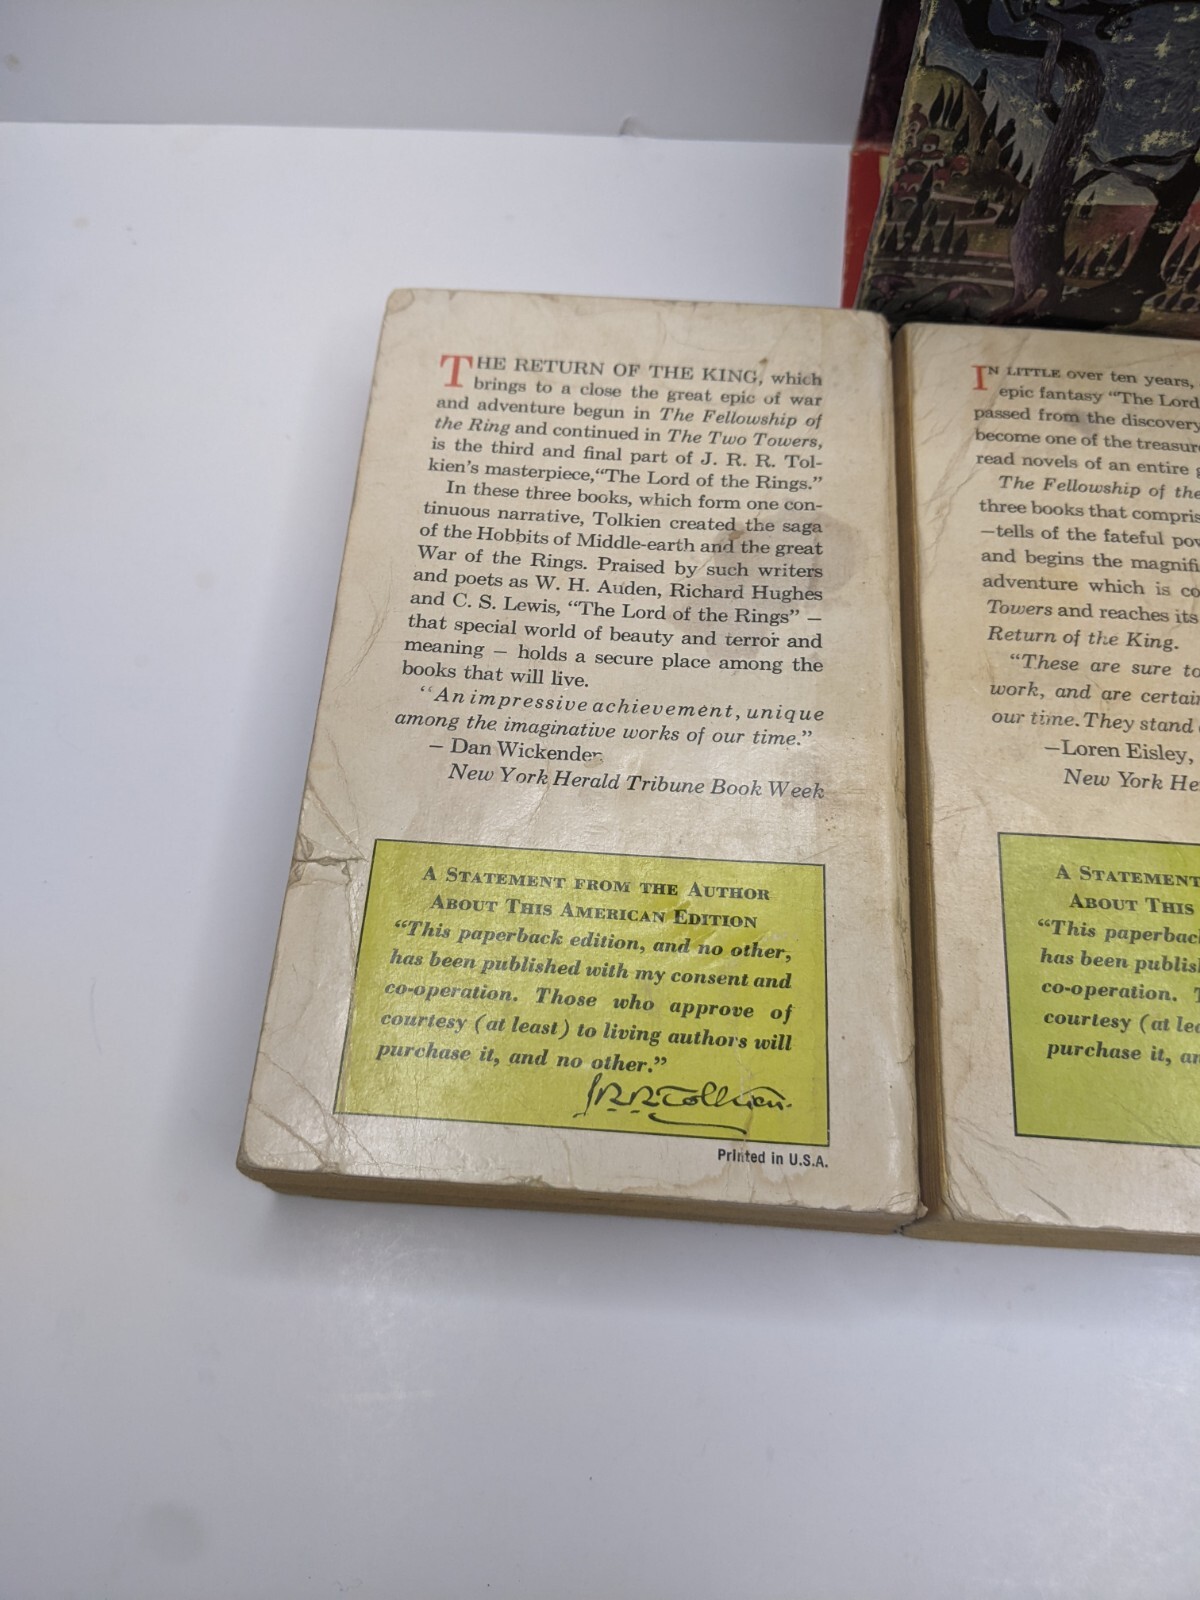 THE RETURN OF THE KING, which
brings to a close the great epic of war
and adventure begun in The Fellowship of
the Ring and continued in The Two Towers,
is the third and final part of J. R. R. Tol-
kien's masterpiece, "The Lord of the Rings."
In these three books, which form one con-
tinuous narrative, Tolkien created the saga
of the Hobbits of Middle-earth and the great
War of the Rings. Praised by such writers
and poets as W. H. Auden, Richard Hughes
and C. S. Lewis, "The Lord of the Rings" –
that special world of beauty and terror and
meaning – holds a secure place among the
books that will live.
"An impressive achievement, unique
among the imaginative works of our time."
– Dan Wickenden
New York Herald Tribune Book Week
A STATEMENT FROM THE AUTHOR
ABOUT THIS AMERICAN EDITION
"This paperback edition, and no other,
has been published with my consent and
co-operation. Those who approve of
courtesy (at least) to living authors will
purchase it, and no other."
J.R.R. Tolkien.
Printed in U.S.A.
IN LITTLE over ten years,
epic fantasy "The Lord
passed from the discovery
become one of the treasure
read novels of an entire
The Fellowship of the
three books that compris
–tells of the fateful pow
and begins the magnifi
adventure which is co
Towers and reaches its
Return of the King.
"These are sure to
work, and are certain
our time. They stand
–Loren Eisley,
New York He
A STATEMENT
ABOUT THIS
"This paperbac
has been publis
co-operation. T
courtesy (at lea
purchase it, an